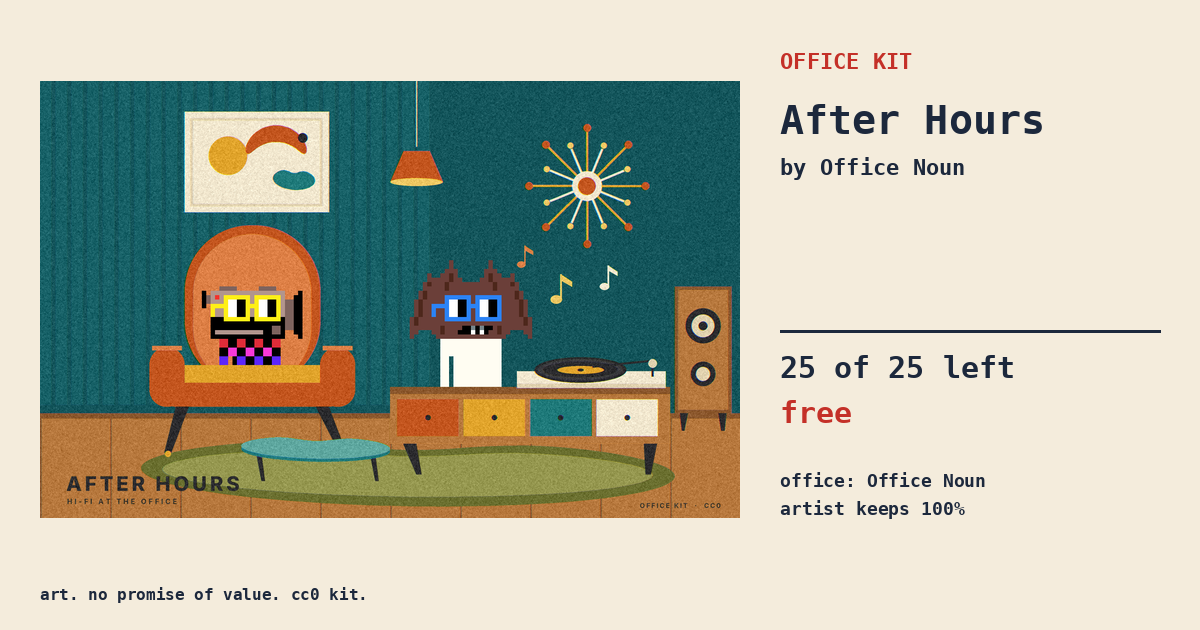 OFFICE KIT
After Hours
by Office Noun
25 of 25 left
free
office: Office Noun
artist keeps 100%
AFTER HOURS
HI-FI AT THE OFFICE
OFFICE KIT · CC0
art. no promise of value. cc0 kit.